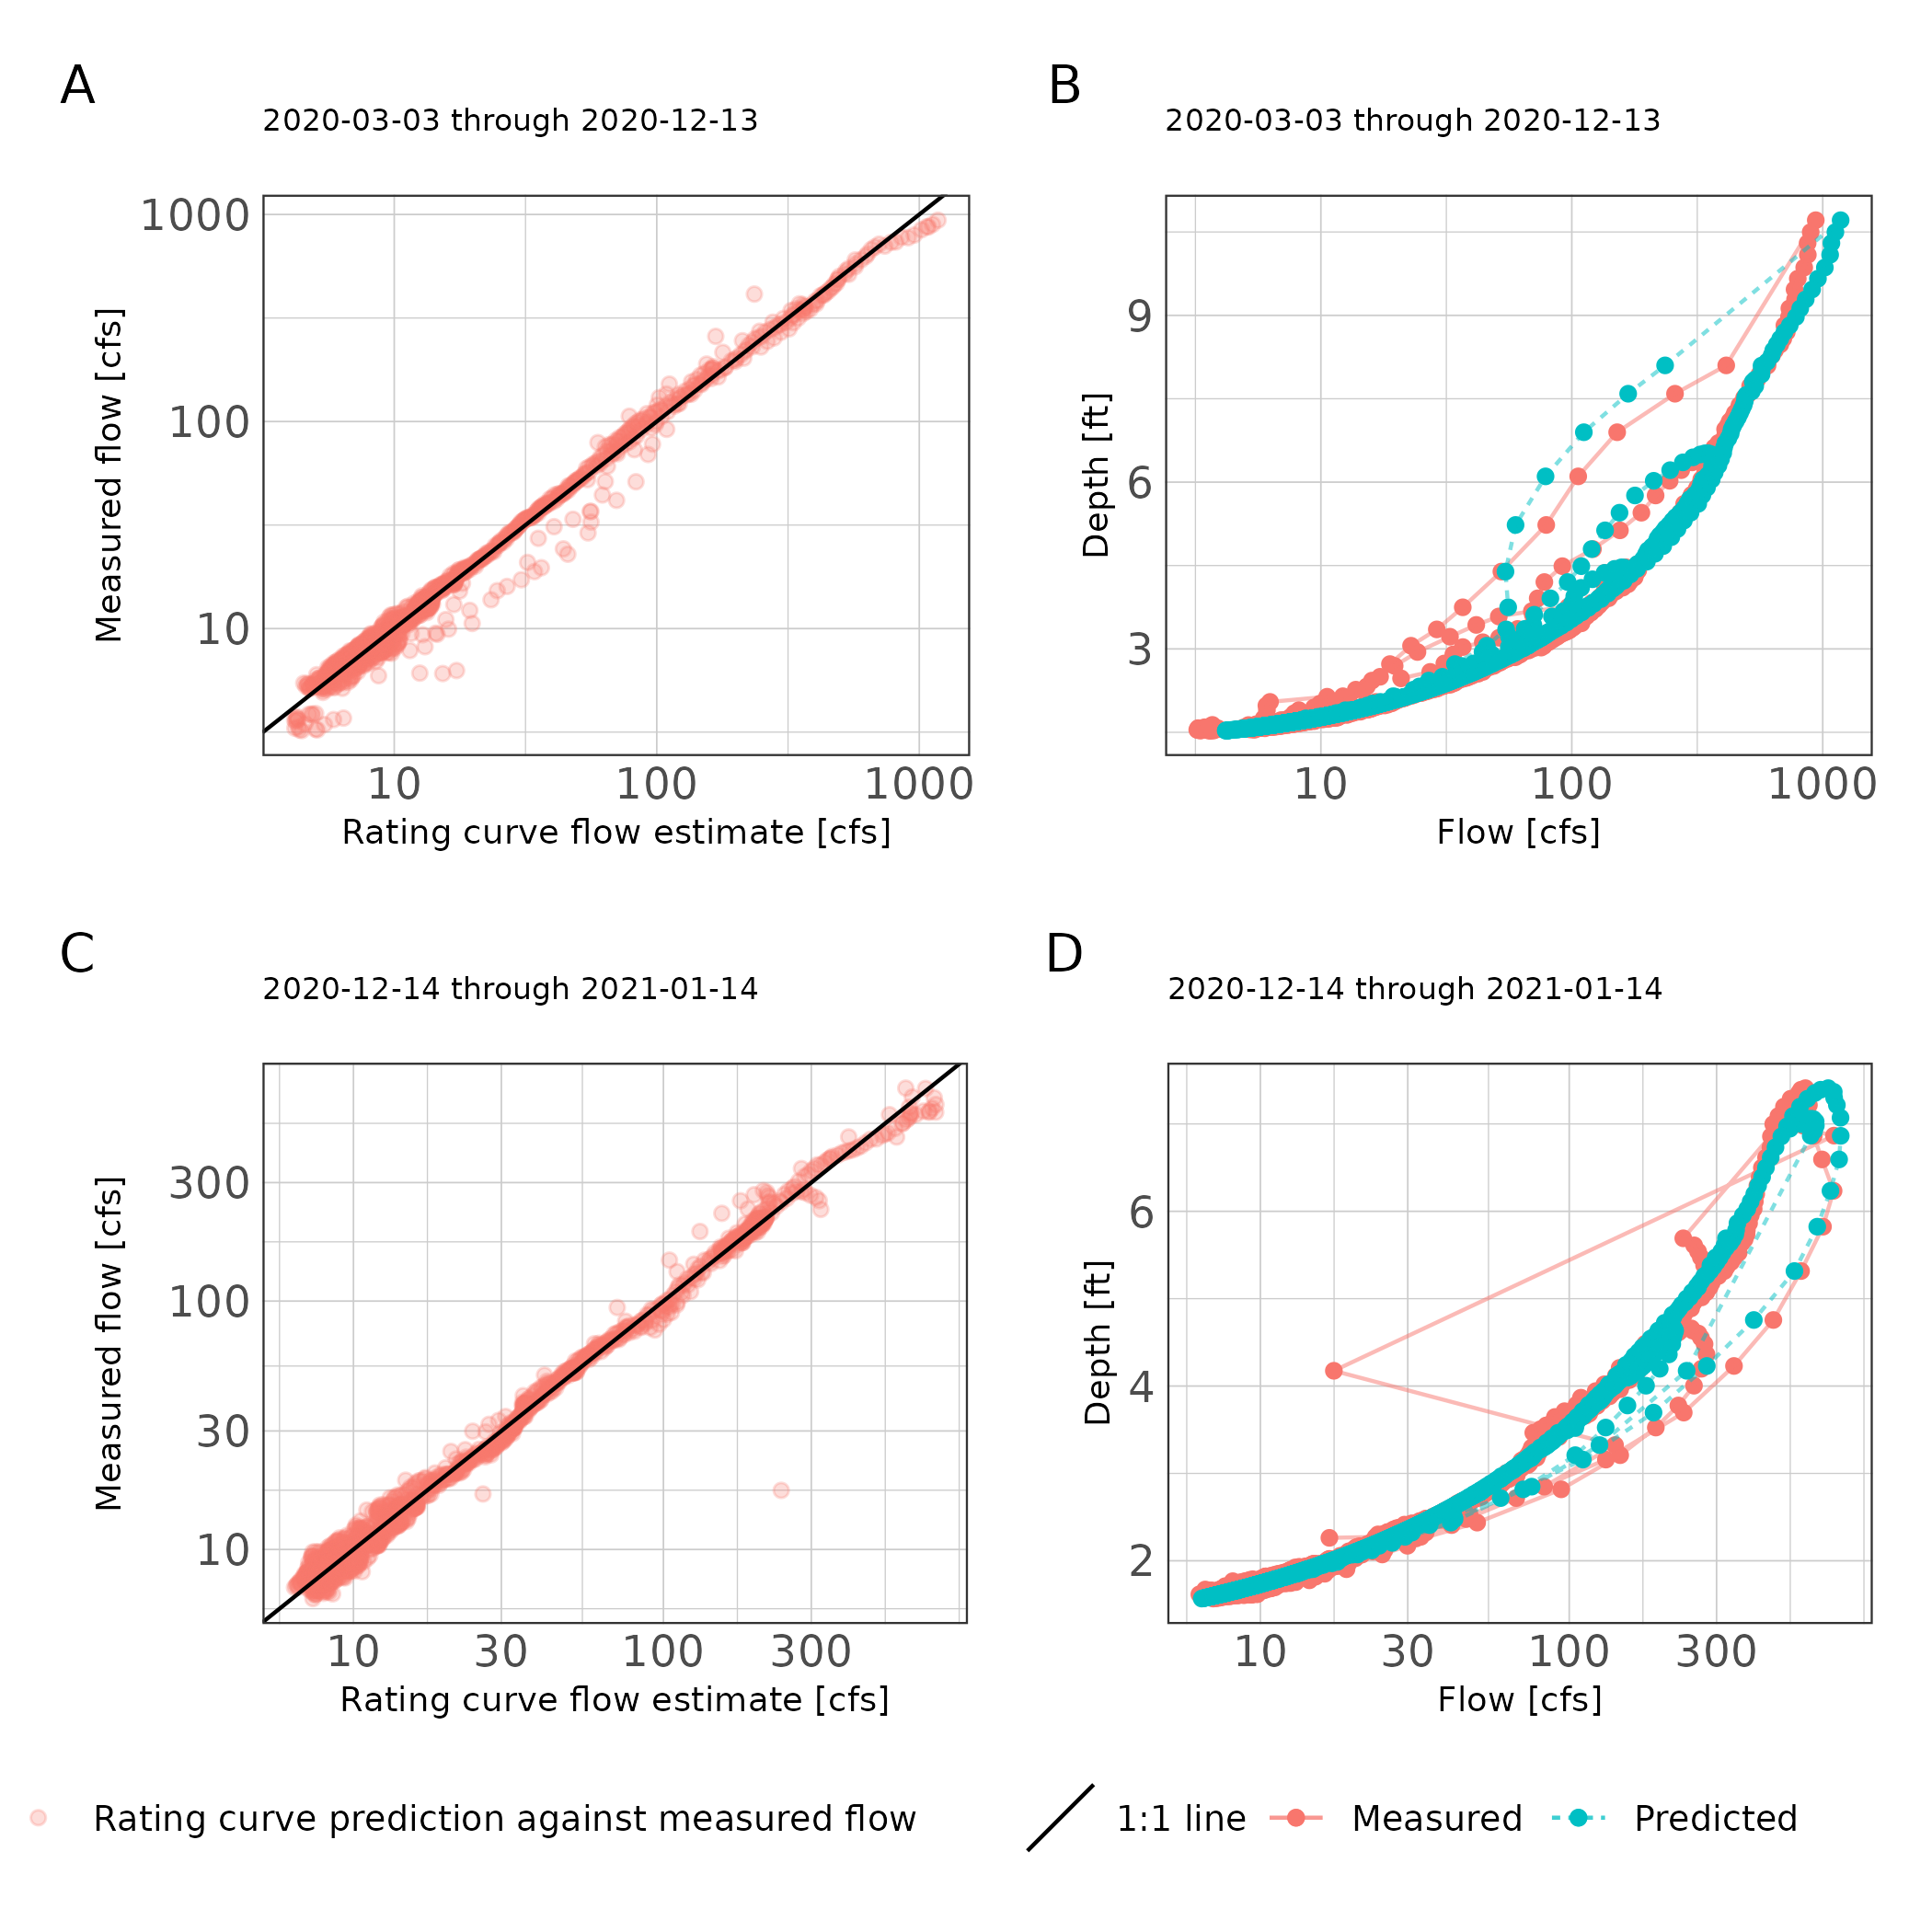 A
2020-03-03 through 2020-12-13
1000
100
10
Measured flow [cfs]
10 100 1000
Rating curve flow estimate [cfs]
B
2020-03-03 through 2020-12-13
9
6
3
Depth [ft]
10 100 1000
Flow [cfs]
C
2020-12-14 through 2021-01-14
300
100
30
10
Measured flow [cfs]
10 30 100 300
Rating curve flow estimate [cfs]
D
2020-12-14 through 2021-01-14
6
4
2
Depth [ft]
10 30 100 300
Flow [cfs]
Rating curve prediction against measured flow 1:1 line Measured Predicted